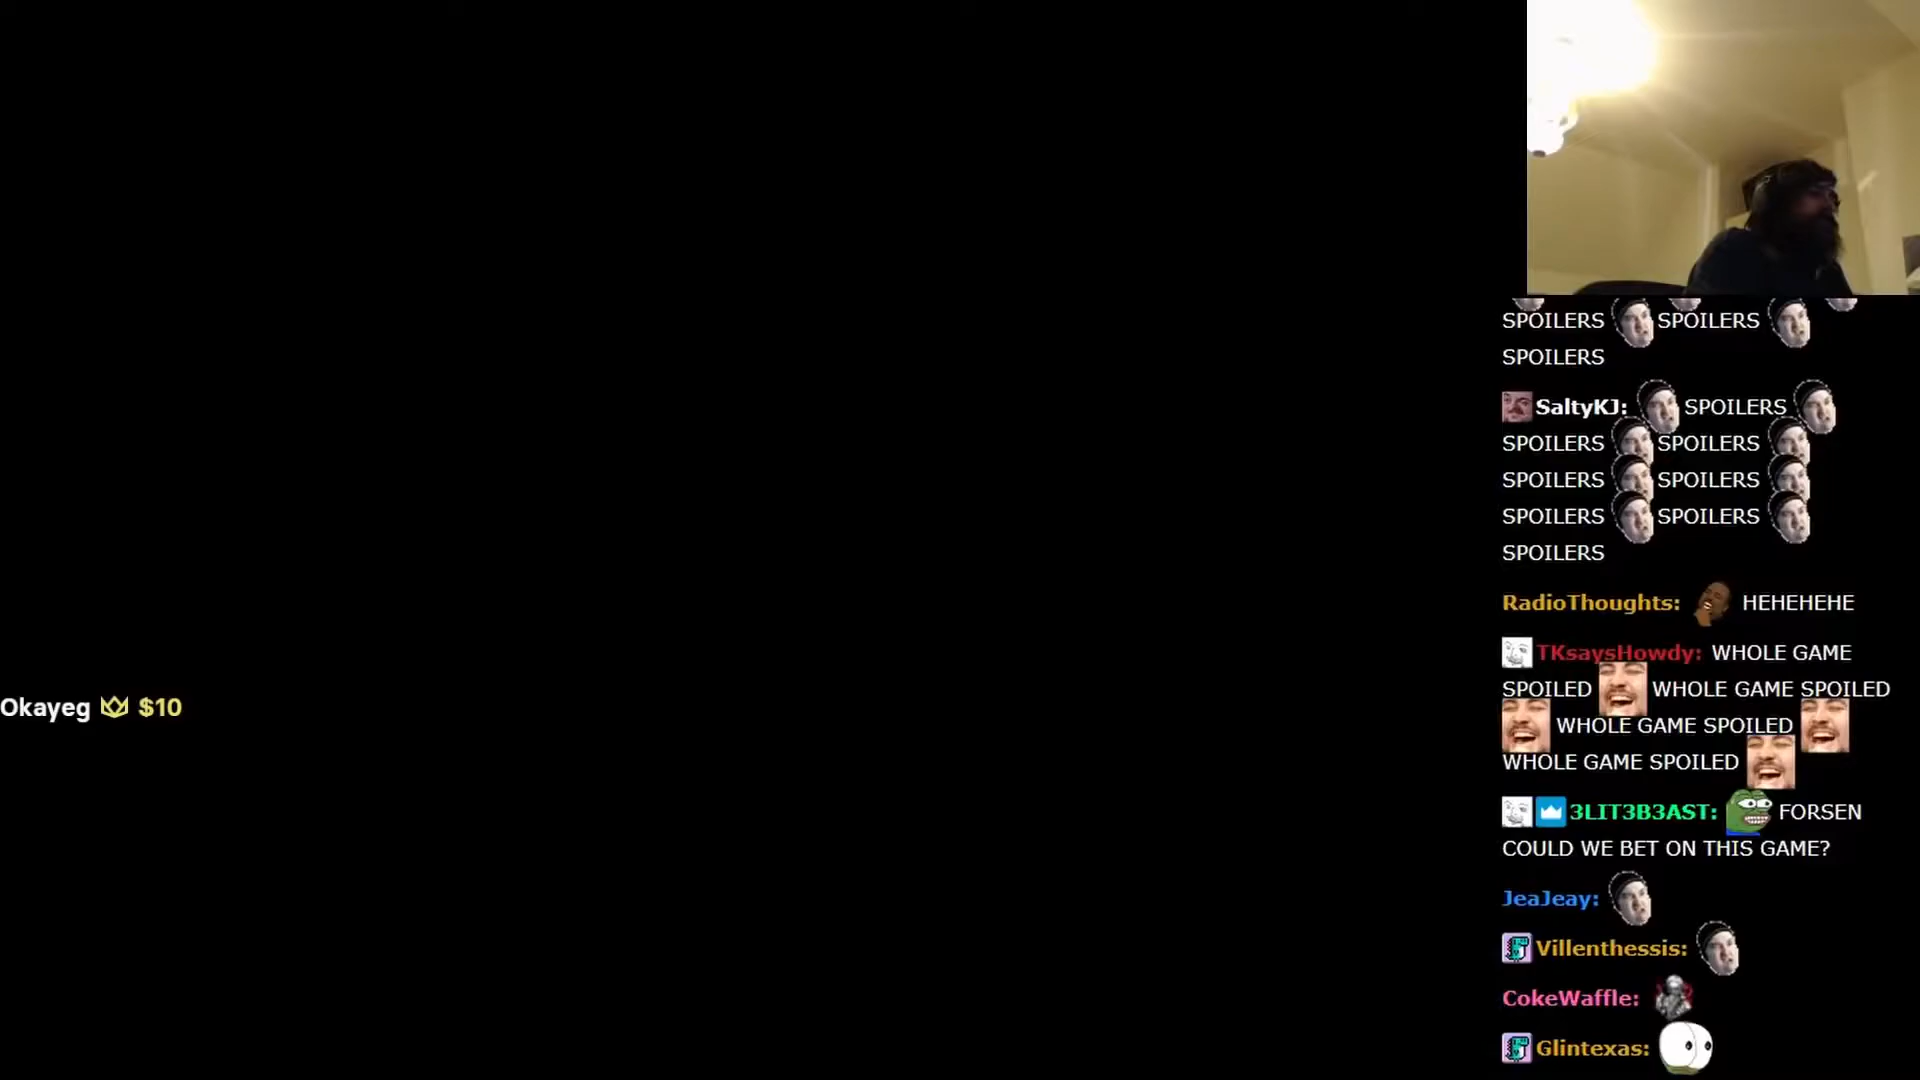 SPOILERS SPOILERS
SPOILERS
SaltyKJ: SPOILERS
SPOILERS SPOILERS
SPOILERS SPOILERS
SPOILERS SPOILERS
SPOILERS
RadioThoughts: HEHEHEHE
TKsaysHowdy: WHOLE GAME
SPOILED WHOLE GAME SPOILED
WHOLE GAME SPOILED
WHOLE GAME SPOILED
Okayeg $10
3LIT3B3AST: FORSEN
COULD WE BET ON THIS GAME?
JeaJeay:
Villenthessis:
CokeWaffle:
Glintexas: